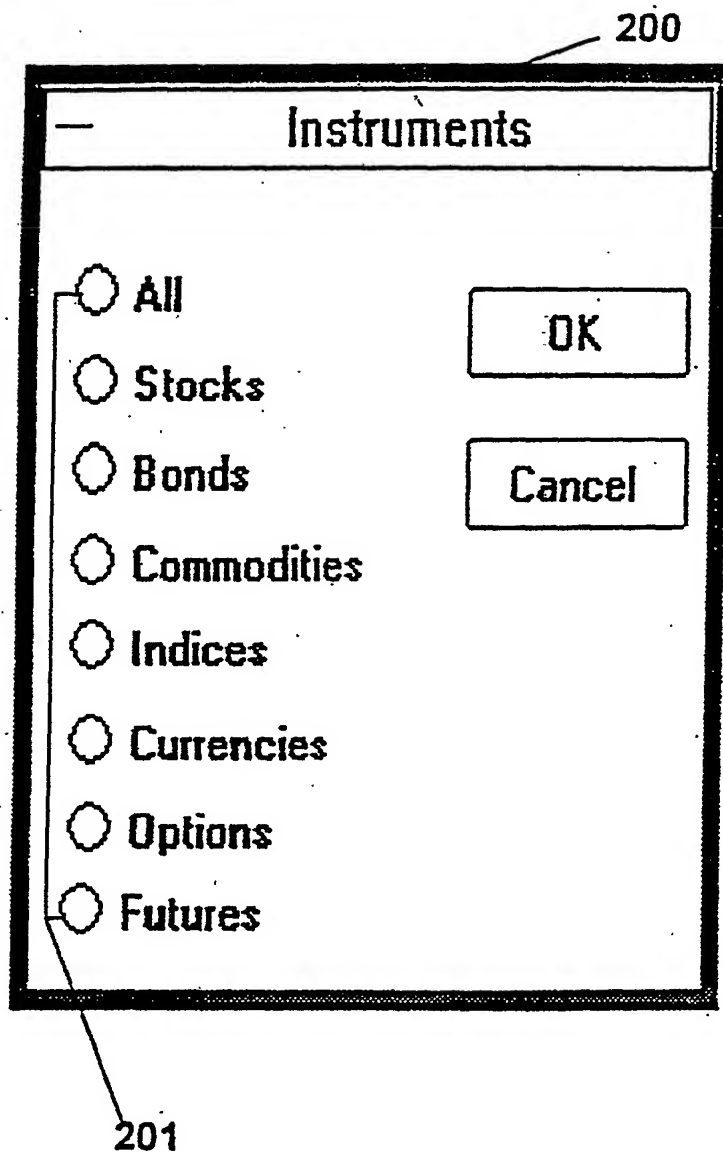 200
Instruments
All
OK
Stocks
Bonds
Cancel
Commodities
Indices
Currencies
Options
Futures
201